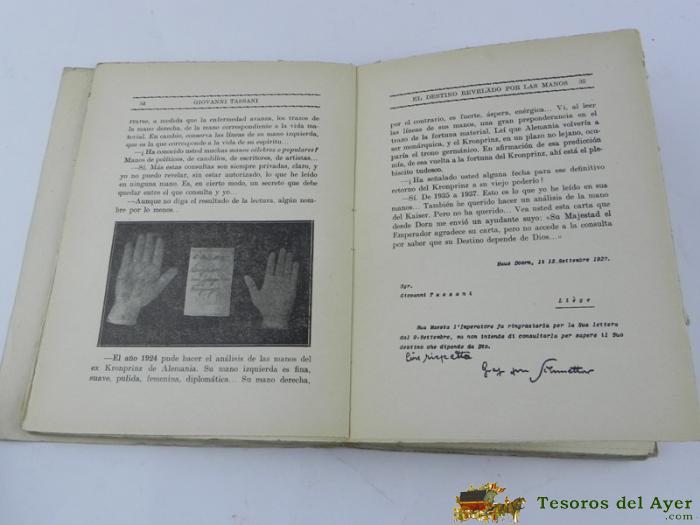 34 GIOVANNI TASSANI
rearse, a medida que la enfermedad avanza, los trazos de
la mano derecha, de la mano correspondiente a la vida ma-
terial. En cambio, conserva las líneas de su mano izquierda,
que es la que corresponde a la vida de su espíritu...
—¿Ha conocido usted muchas manos célebres o populares?
Manos de políticos, de caudillos, de escritores, de artistas...
—Sí. Más estas consultas son siempre privadas, claro, y
yo no puedo revelar, sin estar autorizado, lo que he leído
en ninguna mano. Es, en cierto modo, un secreto que debe
quedar entre el que consulta y yo...
—Aunque no diga el resultado de la lectura, algún nom-
bre por lo menos...
—El año 1924 pude hacer el análisis de las manos del
ex Kronprinz de Alemania. Su mano izquierda es fina,
suave, pulida, femenina, diplomática... Su mano derecha,
EL DESTINO REVELADO POR LAS MANOS 35
por el contrario, es fuerte, áspera, enérgica... Vi, al leer
las líneas de sus manos, una gran preponderancia en el
trazo de la fortuna material. Leí que Alemania volvería a
ser monárquica, y el Kronprinz, en un plazo no lejano, ocu-
paría el trono germánico. En afirmación de esa predicción
mía, de esa vuelta a la fortuna del Kronprinz, ahí está el ple-
biscito tudesco.
—¿Ha señalado usted alguna fecha para ese definitivo
retorno del Kronprinz a su viejo poderío?
—Sí. De 1935 a 1937. Esto es lo que yo he leído en sus
manos... También he querido hacer un análisis de la mano
del Kaiser. Pero no ha querido... Vea usted esta carta que
desde Dorn me envió un ayudante suyo: «Su Majestad el
Emperador agradece su carta, pero no accede a la consulta
por saber que su Destino depende de Dios...»
Haus Doorn, 12.Settembre 1927.
Sgr.
Giovanni Tassani
Liège
Sua Maestà l'Imperatore fa ringraziarla per la Sua lettera
del 9.Settembre, ma non intende di consultarla per sapere il Suo
destino che dipende da Dio.
Tesoros del Ayer
.com